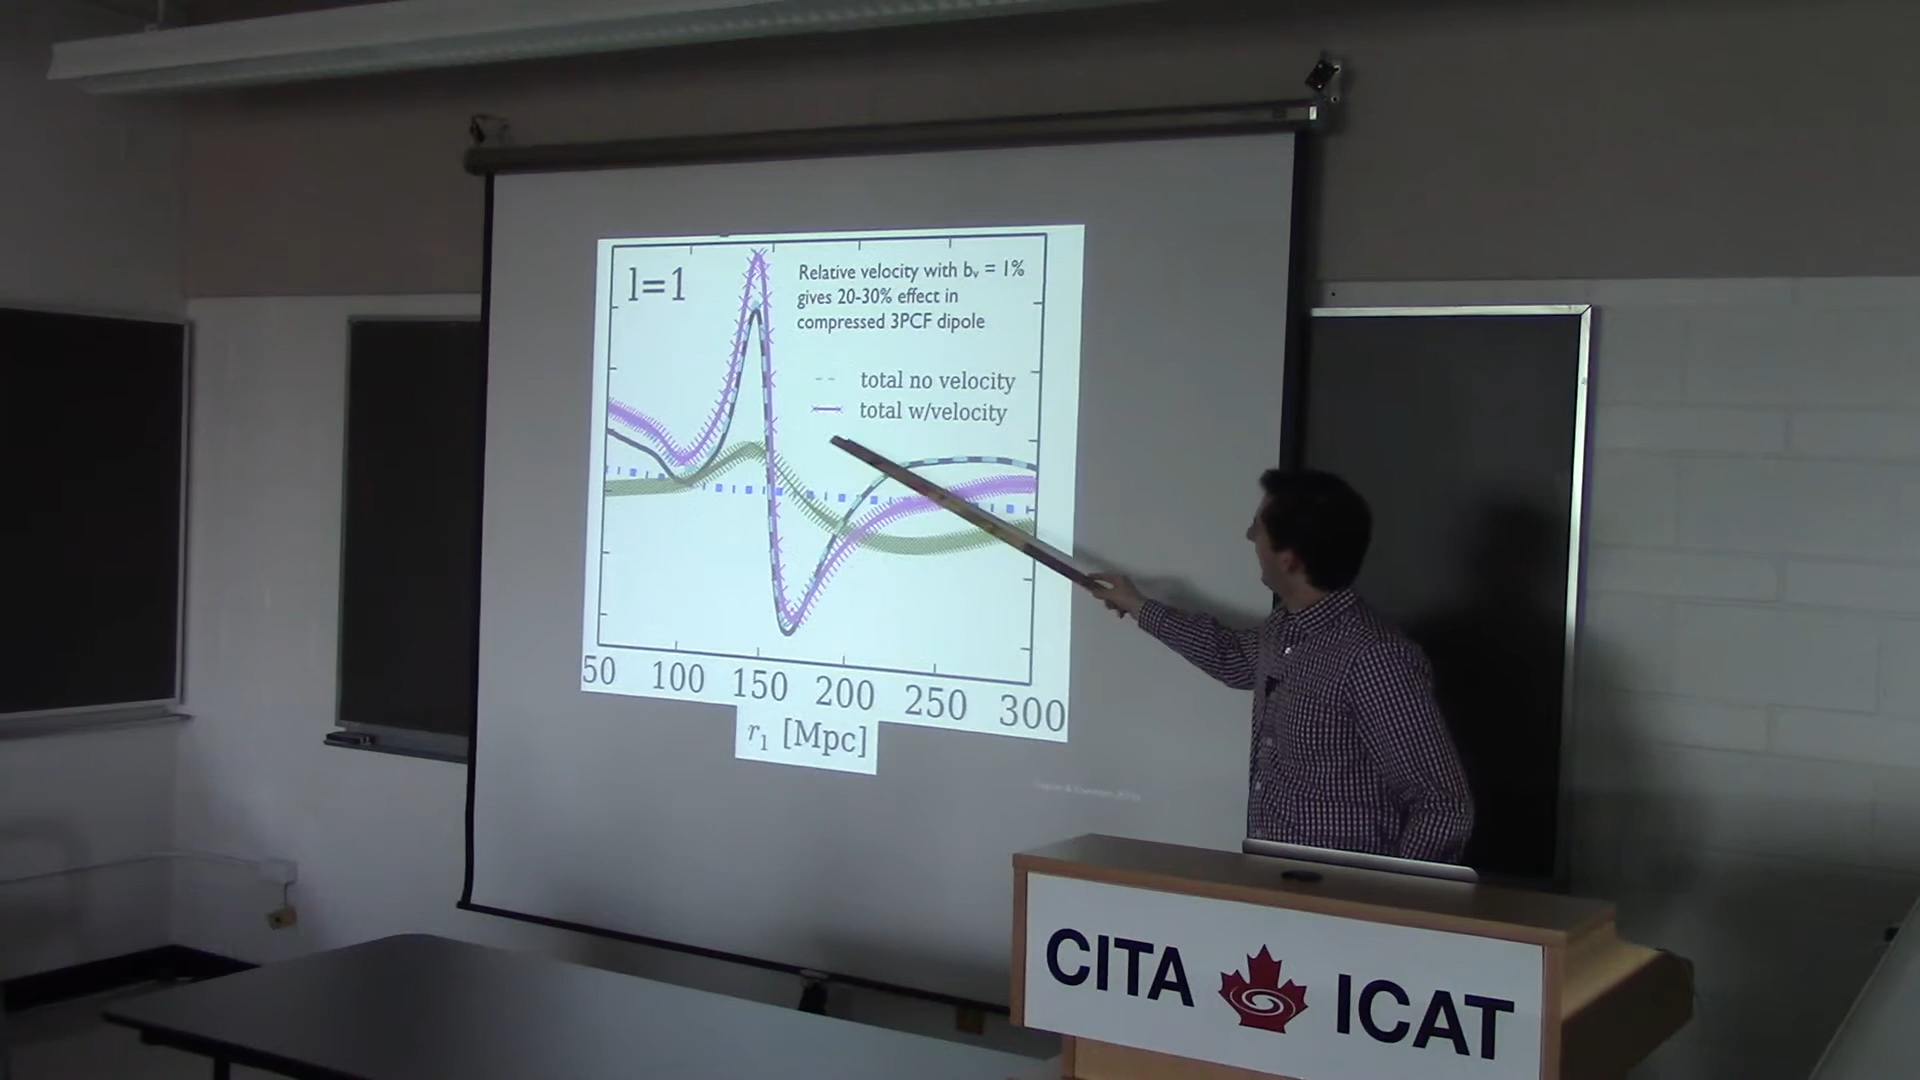 l=1
Relative velocity with bᵥ = 1%
gives 20-30% effect in
compressed 3PCF dipole
total no velocity
total w/velocity
50 100 150 200 250 300
r₁ [Mpc]
CITA ICAT